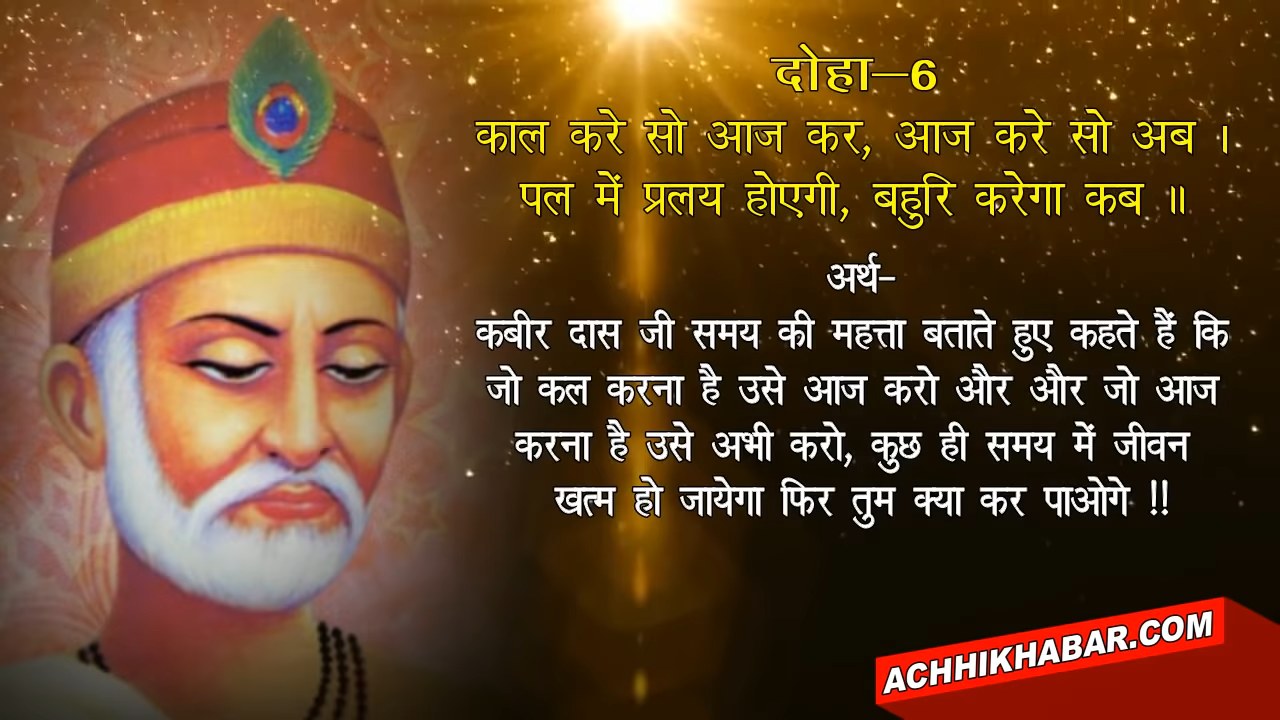 दोहा–6
काल करे सो आज कर, आज करे सो अब ।
पल में प्रलय होएगी, बहुरि करेगा कब ॥
अर्थ–
कबीर दास जी समय की महत्ता बताते हुए कहते हैं कि
जो कल करना है उसे आज करो और और जो आज
करना है उसे अभी करो, कुछ ही समय में जीवन
खत्म हो जायेगा फिर तुम क्या कर पाओगे !!
ACHHIKHABAR.COM